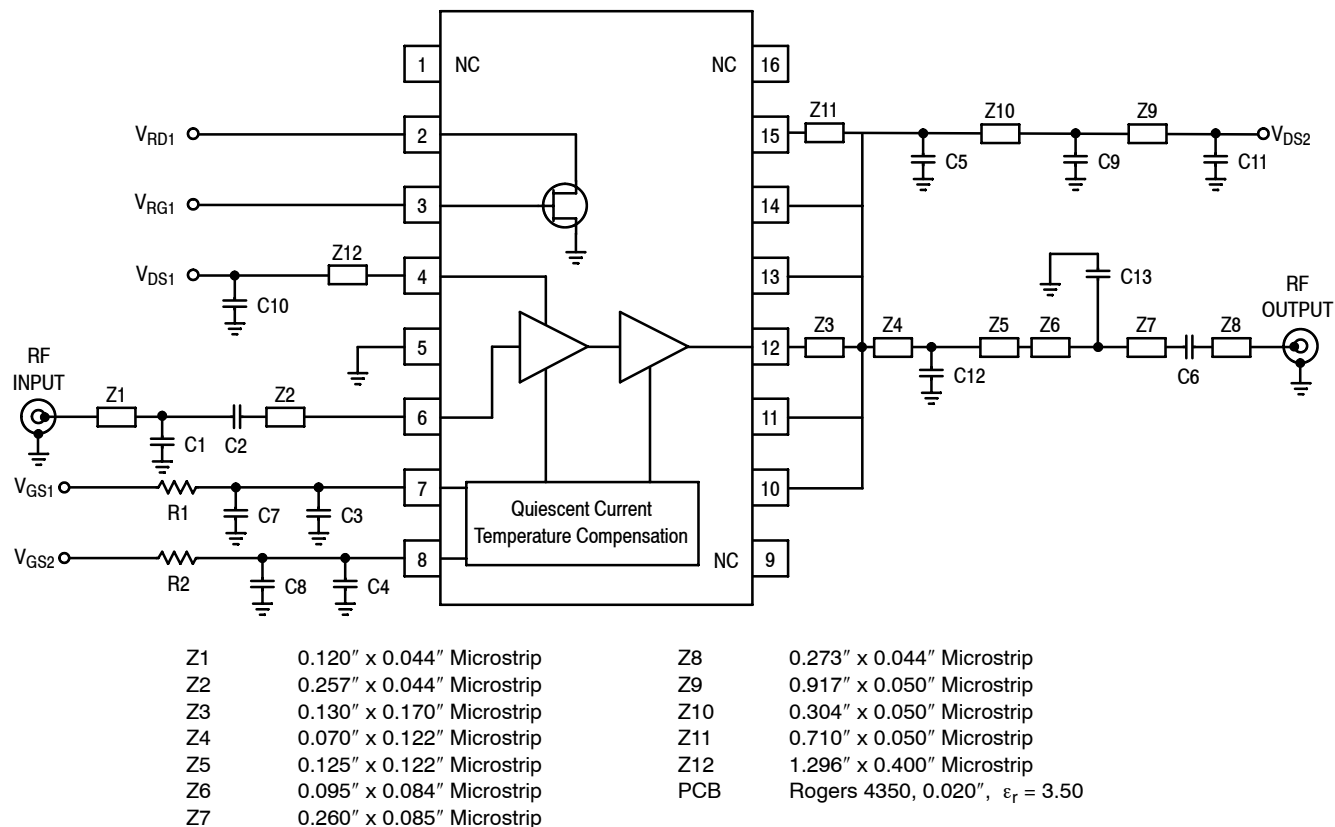 1 NC NC 16
V_RD1 2 15 Z11 Z10 Z9 V_DS2
C5 C9 C11
V_RG1 3 14
V_DS1 Z12 4 13
C10 C13
RF OUTPUT
5 12 Z3 Z4 Z5 Z6 Z7 Z8
C12 C6
RF INPUT
Z1 Z2 6 11
C1 C2
V_GS1 7 10
R1 C7 C3
Quiescent Current
Temperature Compensation
V_GS2 8 NC 9
R2 C8 C4
Z1 0.120″ x 0.044″ Microstrip
Z2 0.257″ x 0.044″ Microstrip
Z3 0.130″ x 0.170″ Microstrip
Z4 0.070″ x 0.122″ Microstrip
Z5 0.125″ x 0.122″ Microstrip
Z6 0.095″ x 0.084″ Microstrip
Z7 0.260″ x 0.085″ Microstrip
Z8 0.273″ x 0.044″ Microstrip
Z9 0.917″ x 0.050″ Microstrip
Z10 0.304″ x 0.050″ Microstrip
Z11 0.710″ x 0.050″ Microstrip
Z12 1.296″ x 0.400″ Microstrip
PCB Rogers 4350, 0.020″, εr = 3.50